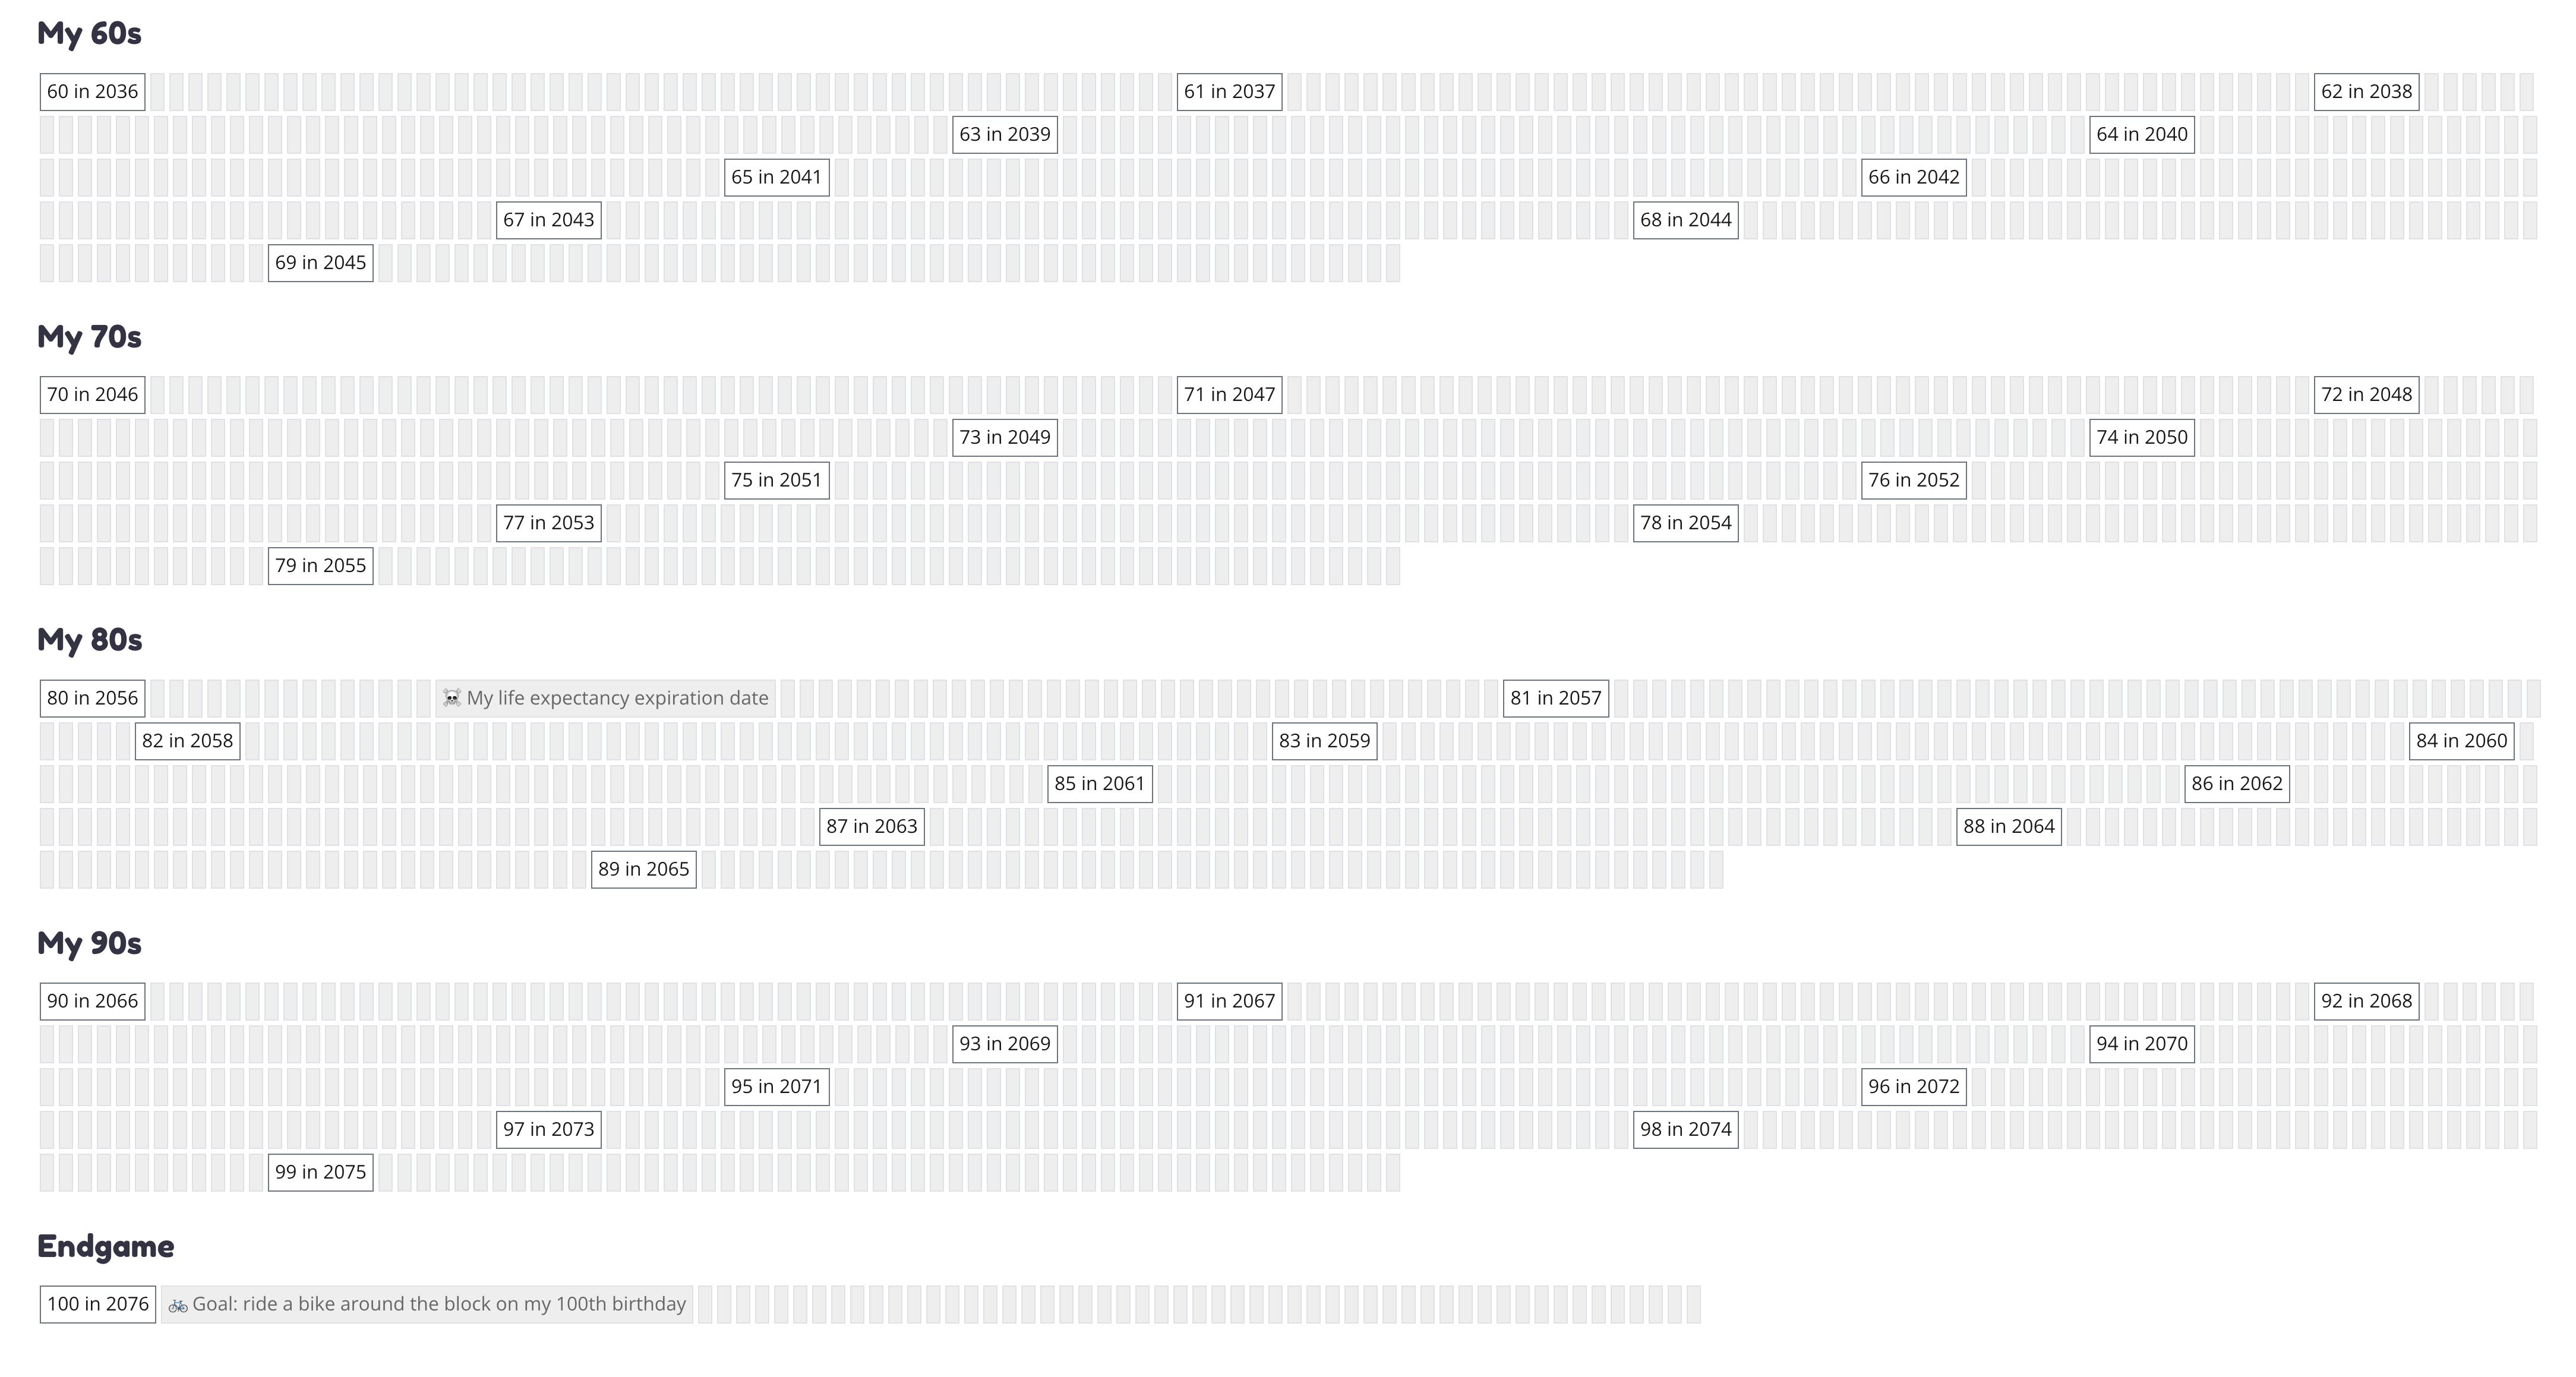 My 60s
60 in 2036 61 in 2037 62 in 2038
63 in 2039 64 in 2040
65 in 2041 66 in 2042
67 in 2043 68 in 2044
69 in 2045
My 70s
70 in 2046 71 in 2047 72 in 2048
73 in 2049 74 in 2050
75 in 2051 76 in 2052
77 in 2053 78 in 2054
79 in 2055
My 80s
80 in 2056 ☠️ My life expectancy expiration date 81 in 2057
82 in 2058 83 in 2059 84 in 2060
85 in 2061 86 in 2062
87 in 2063 88 in 2064
89 in 2065
My 90s
90 in 2066 91 in 2067 92 in 2068
93 in 2069 94 in 2070
95 in 2071 96 in 2072
97 in 2073 98 in 2074
99 in 2075
Endgame
100 in 2076 🚲 Goal: ride a bike around the block on my 100th birthday